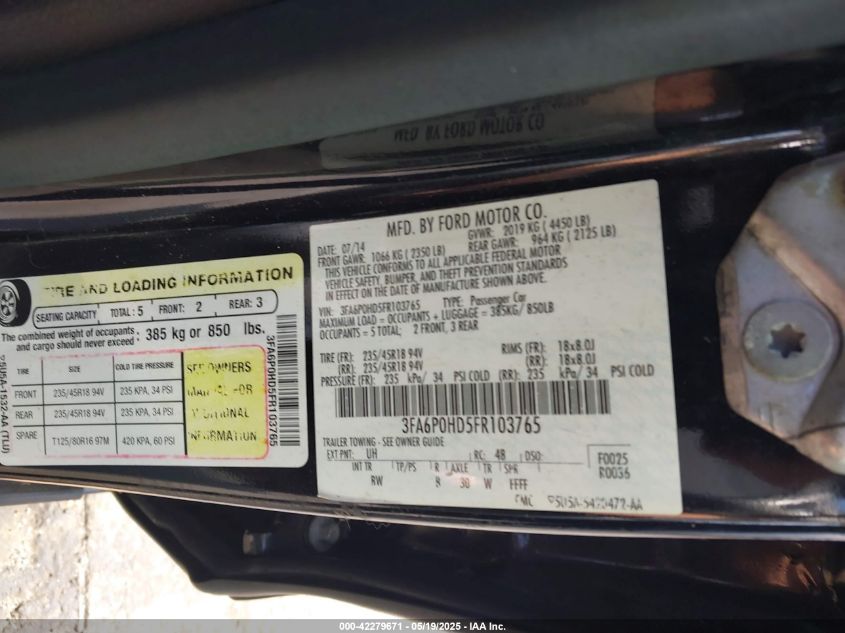 MFD. BY FORD MOTOR CO.
TIRE AND LOADING INFORMATION
SEATING CAPACITY TOTAL : 5 FRONT: 2 REAR: 3
The combined weight of occupants and cargo should never exceed : 385 kg or 850 lbs.
TIRE SIZE COLD TIRE PRESSURE
FRONT 235/45R18 94V 235 KPA, 34 PSI
REAR 235/45R18 94V 235 KPA, 34 PSI
SPARE T125/80R16 97M 420 KPA, 60 PSI
SEE OWNERS
MANUAL FOR
ADDITIONAL
INFORMATION
3FA6P0HD5FR103765
MFD. BY FORD MOTOR CO.
DATE: 07/14 GVWR: 2019 KG ( 4450 LB)
FRONT GAWR: 1066 KG ( 2350 LB) REAR GAWR: 964 KG ( 2125 LB)
THIS VEHICLE CONFORMS TO ALL APPLICABLE FEDERAL MOTOR
VEHICLE SAFETY, BUMPER, AND THEFT PREVENTION STANDARDS
IN EFFECT ON THE DATE OF MANUFACTURE SHOWN ABOVE.
VIN: 3FA6P0HD5FR103765 TYPE: Passenger Car
MAXIMUM LOAD = OCCUPANTS + LUGGAGE = 385KG/ 850LB
OCCUPANTS = 5 TOTAL; 2 FRONT, 3 REAR
TIRE (FR): 235/45R18 94V RIMS (FR): 18x8.0J
(RR): 235/45R18 94V (RR): 18x8.0J
PRESSURE (FR): 235 kPa/ 34 PSI COLD (RR): 235 kPa/ 34 PSI COLD
3FA6P0HD5FR103765
TRAILER TOWING - SEE OWNER GUIDE
EXT PNT: UH RC: 48 DSO: F0025
R0036
INT TR TP/PS R AXLE TR SPR
RW 30 W FFFF
000-42279671 - 05/19/2025 - IAA Inc.